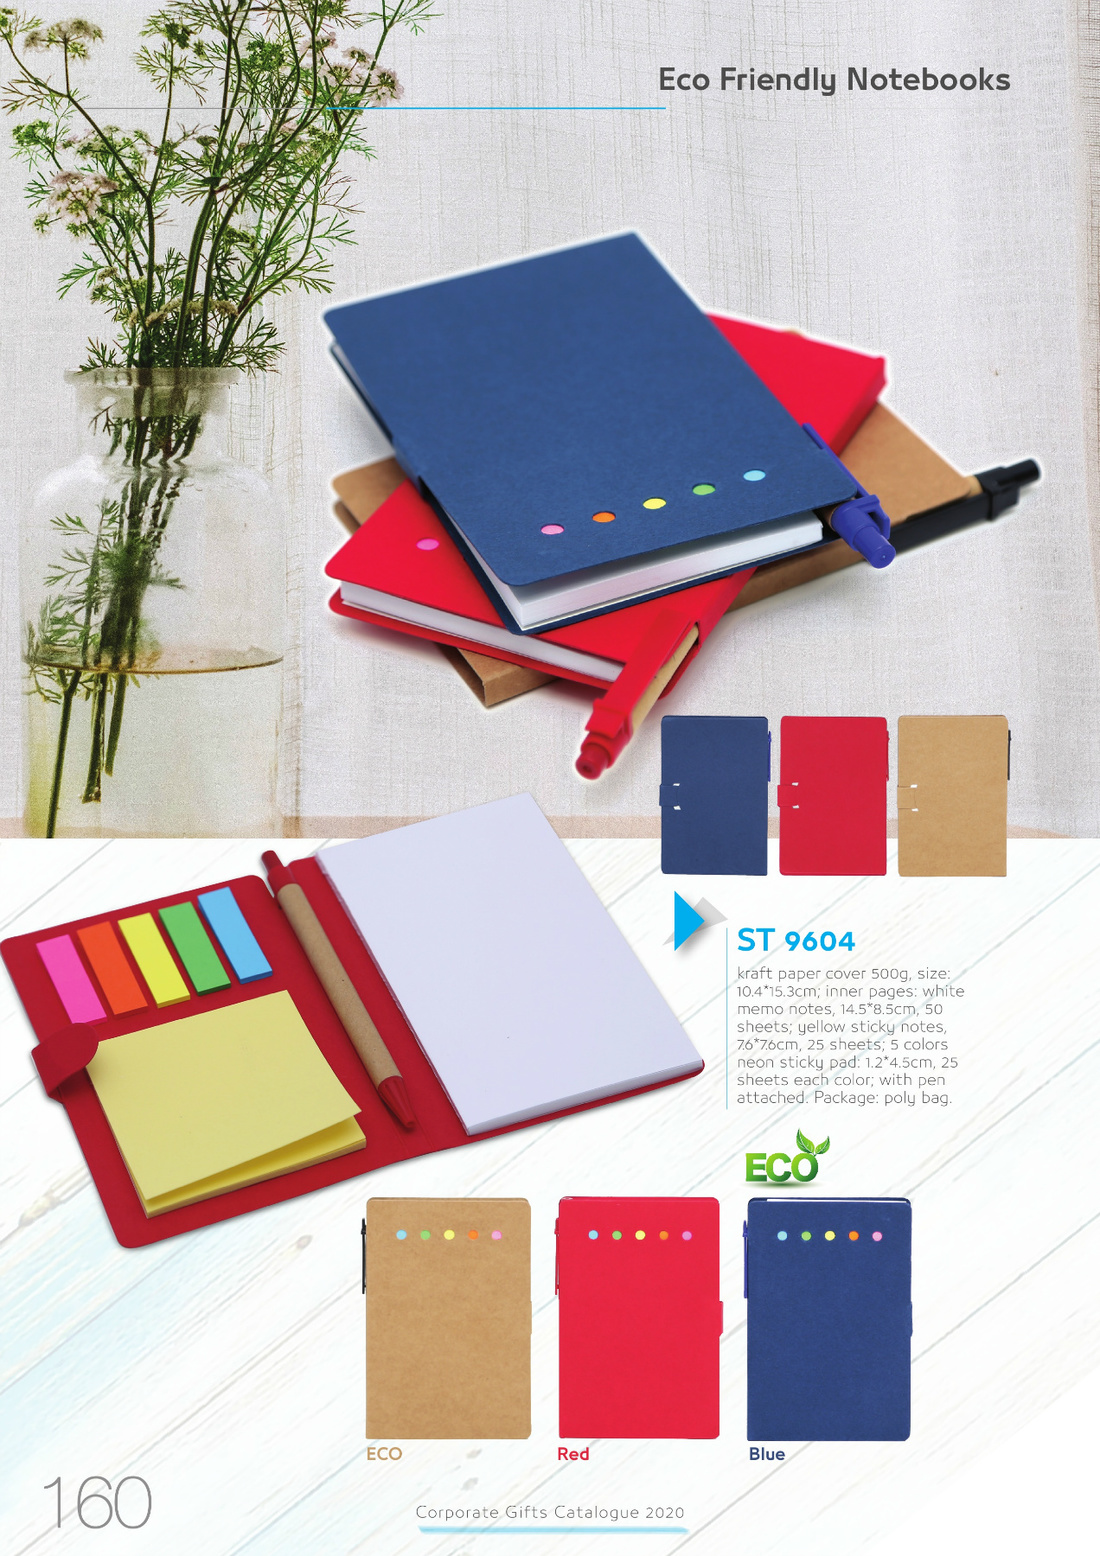 Eco Friendly Notebooks
ST 9604
kraft paper cover 500g, size:
10.4*15.3cm; inner pages: white
memo notes, 14.5*8.5cm, 50
sheets; yellow sticky notes,
7.6*7.6cm, 25 sheets; 5 colors
neon sticky pad: 1.2*4.5cm, 25
sheets each color; with pen
attached. Package: poly bag.
ECO
ECO
Red
Blue
160
Corporate Gifts Catalogue 2020